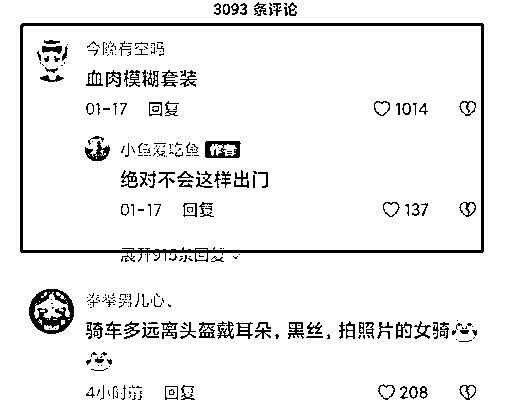 3093 条评论
今晚有空吗
血肉模糊套装
01-17 回复
1014
小鱼爱吃鱼 作者
绝对不会这样出门
01-17 回复
137
展开915条回复
拳拳男儿心、
骑车多远离头盔戴耳朵，黑丝，拍照片的女骑
4小时前 回复
208